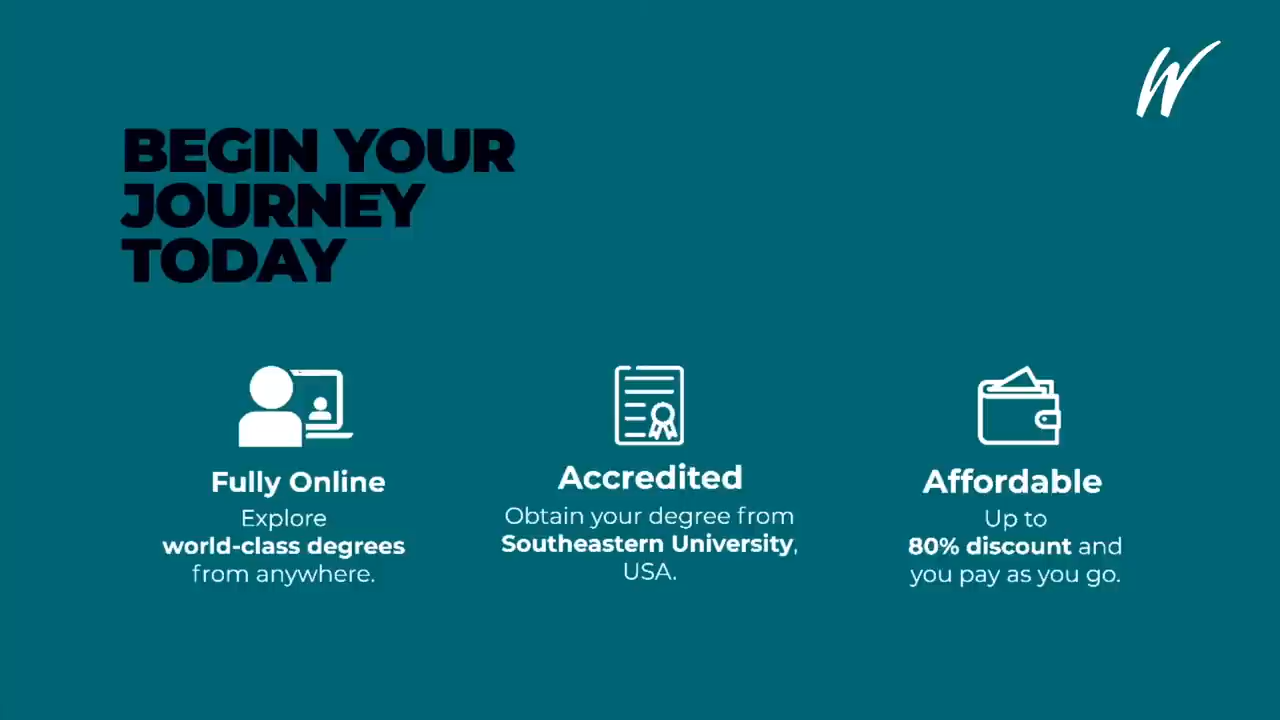 W
BEGIN YOUR
JOURNEY
TODAY
Fully Online
Explore
world-class degrees
from anywhere.
Accredited
Obtain your degree from
Southeastern University,
USA.
Affordable
Up to
80% discount and
you pay as you go.